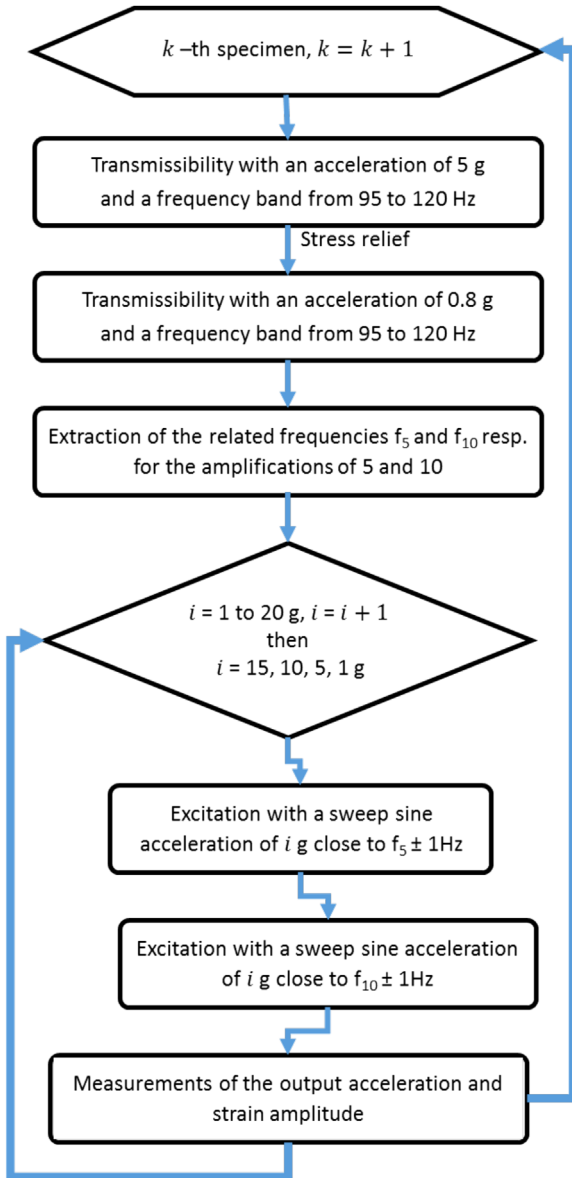 k –th specimen, k = k + 1
Transmissibility with an acceleration of 5 g
and a frequency band from 95 to 120 Hz
Stress relief
Transmissibility with an acceleration of 0.8 g
and a frequency band from 95 to 120 Hz
Extraction of the related frequencies f₅ and f₁₀ resp.
for the amplifications of 5 and 10
i = 1 to 20 g, i = i + 1
then
i = 15, 10, 5, 1 g
Excitation with a sweep sine
acceleration of i g close to f₅ ± 1Hz
Excitation with a sweep sine acceleration
of i g close to f₁₀ ± 1Hz
Measurements of the output acceleration and
strain amplitude